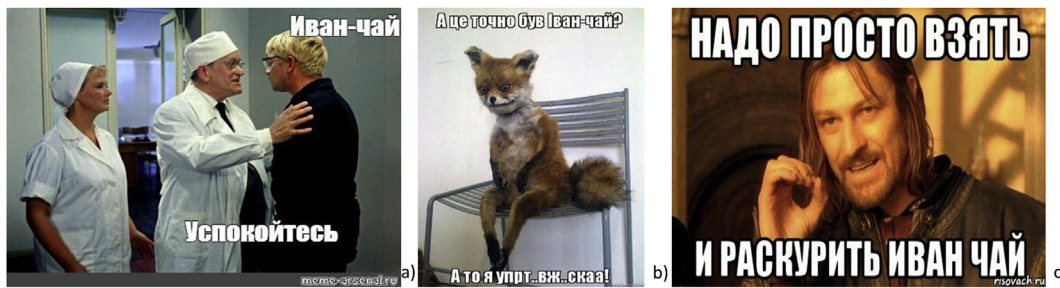 Иван-чай
Успокойтесь
meme-arsenal.ru
a)
А це точно був Іван-чай?
А то я упрт..вж..скаа!
b)
НАДО ПРОСТО ВЗЯТЬ
И РАСКУРИТЬ ИВАН ЧАЙ
risovach.ru
c